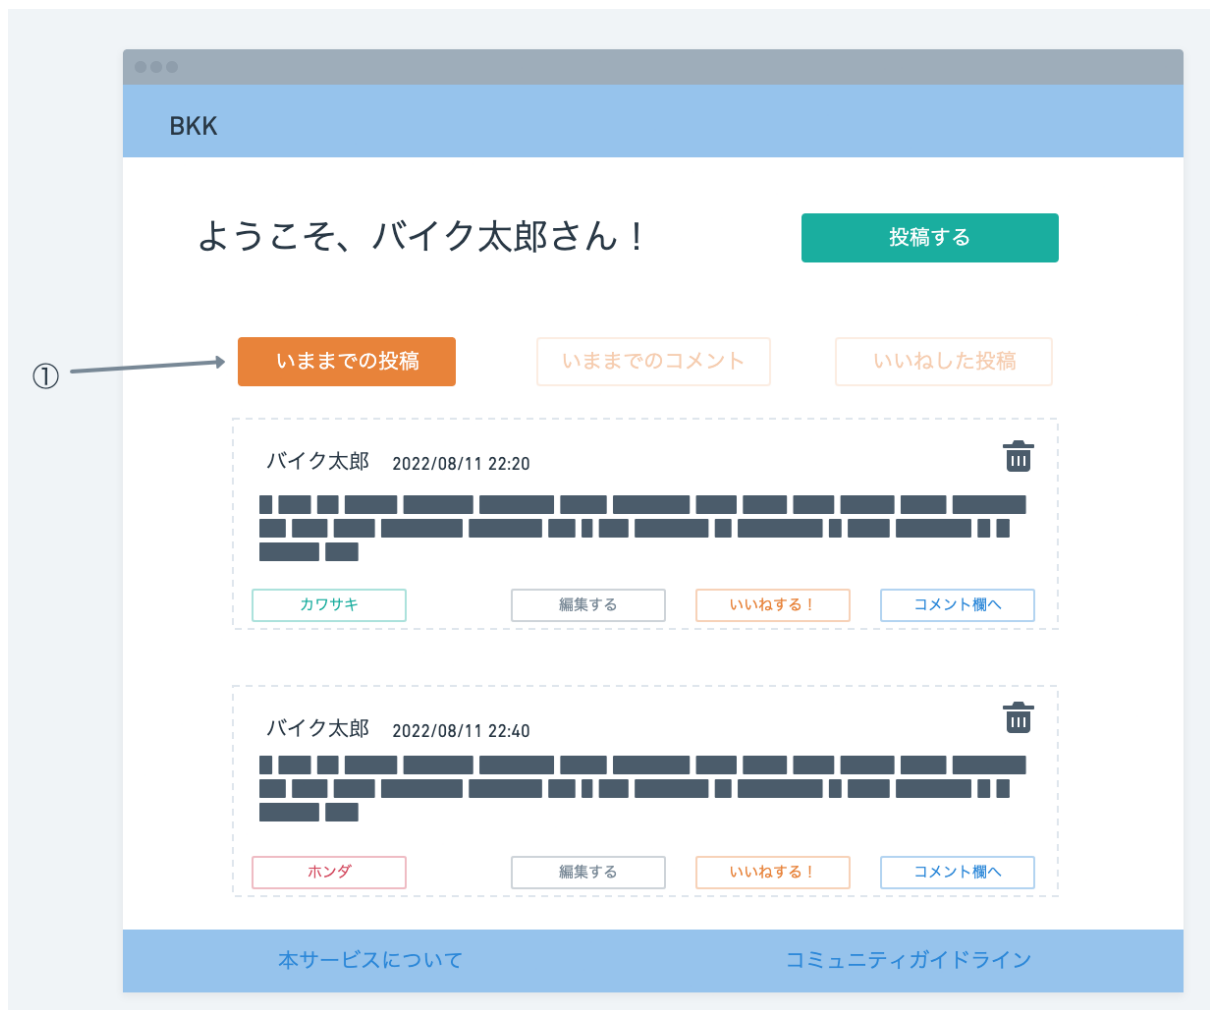 BKK
ようこそ、バイク太郎さん！
投稿する
①
いままでの投稿
いままでのコメント
いいねした投稿
バイク太郎 2022/08/11 22:20
カワサキ
編集する
いいねする！
コメント欄へ
バイク太郎 2022/08/11 22:40
ホンダ
編集する
いいねする！
コメント欄へ
本サービスについて
コミュニティガイドライン